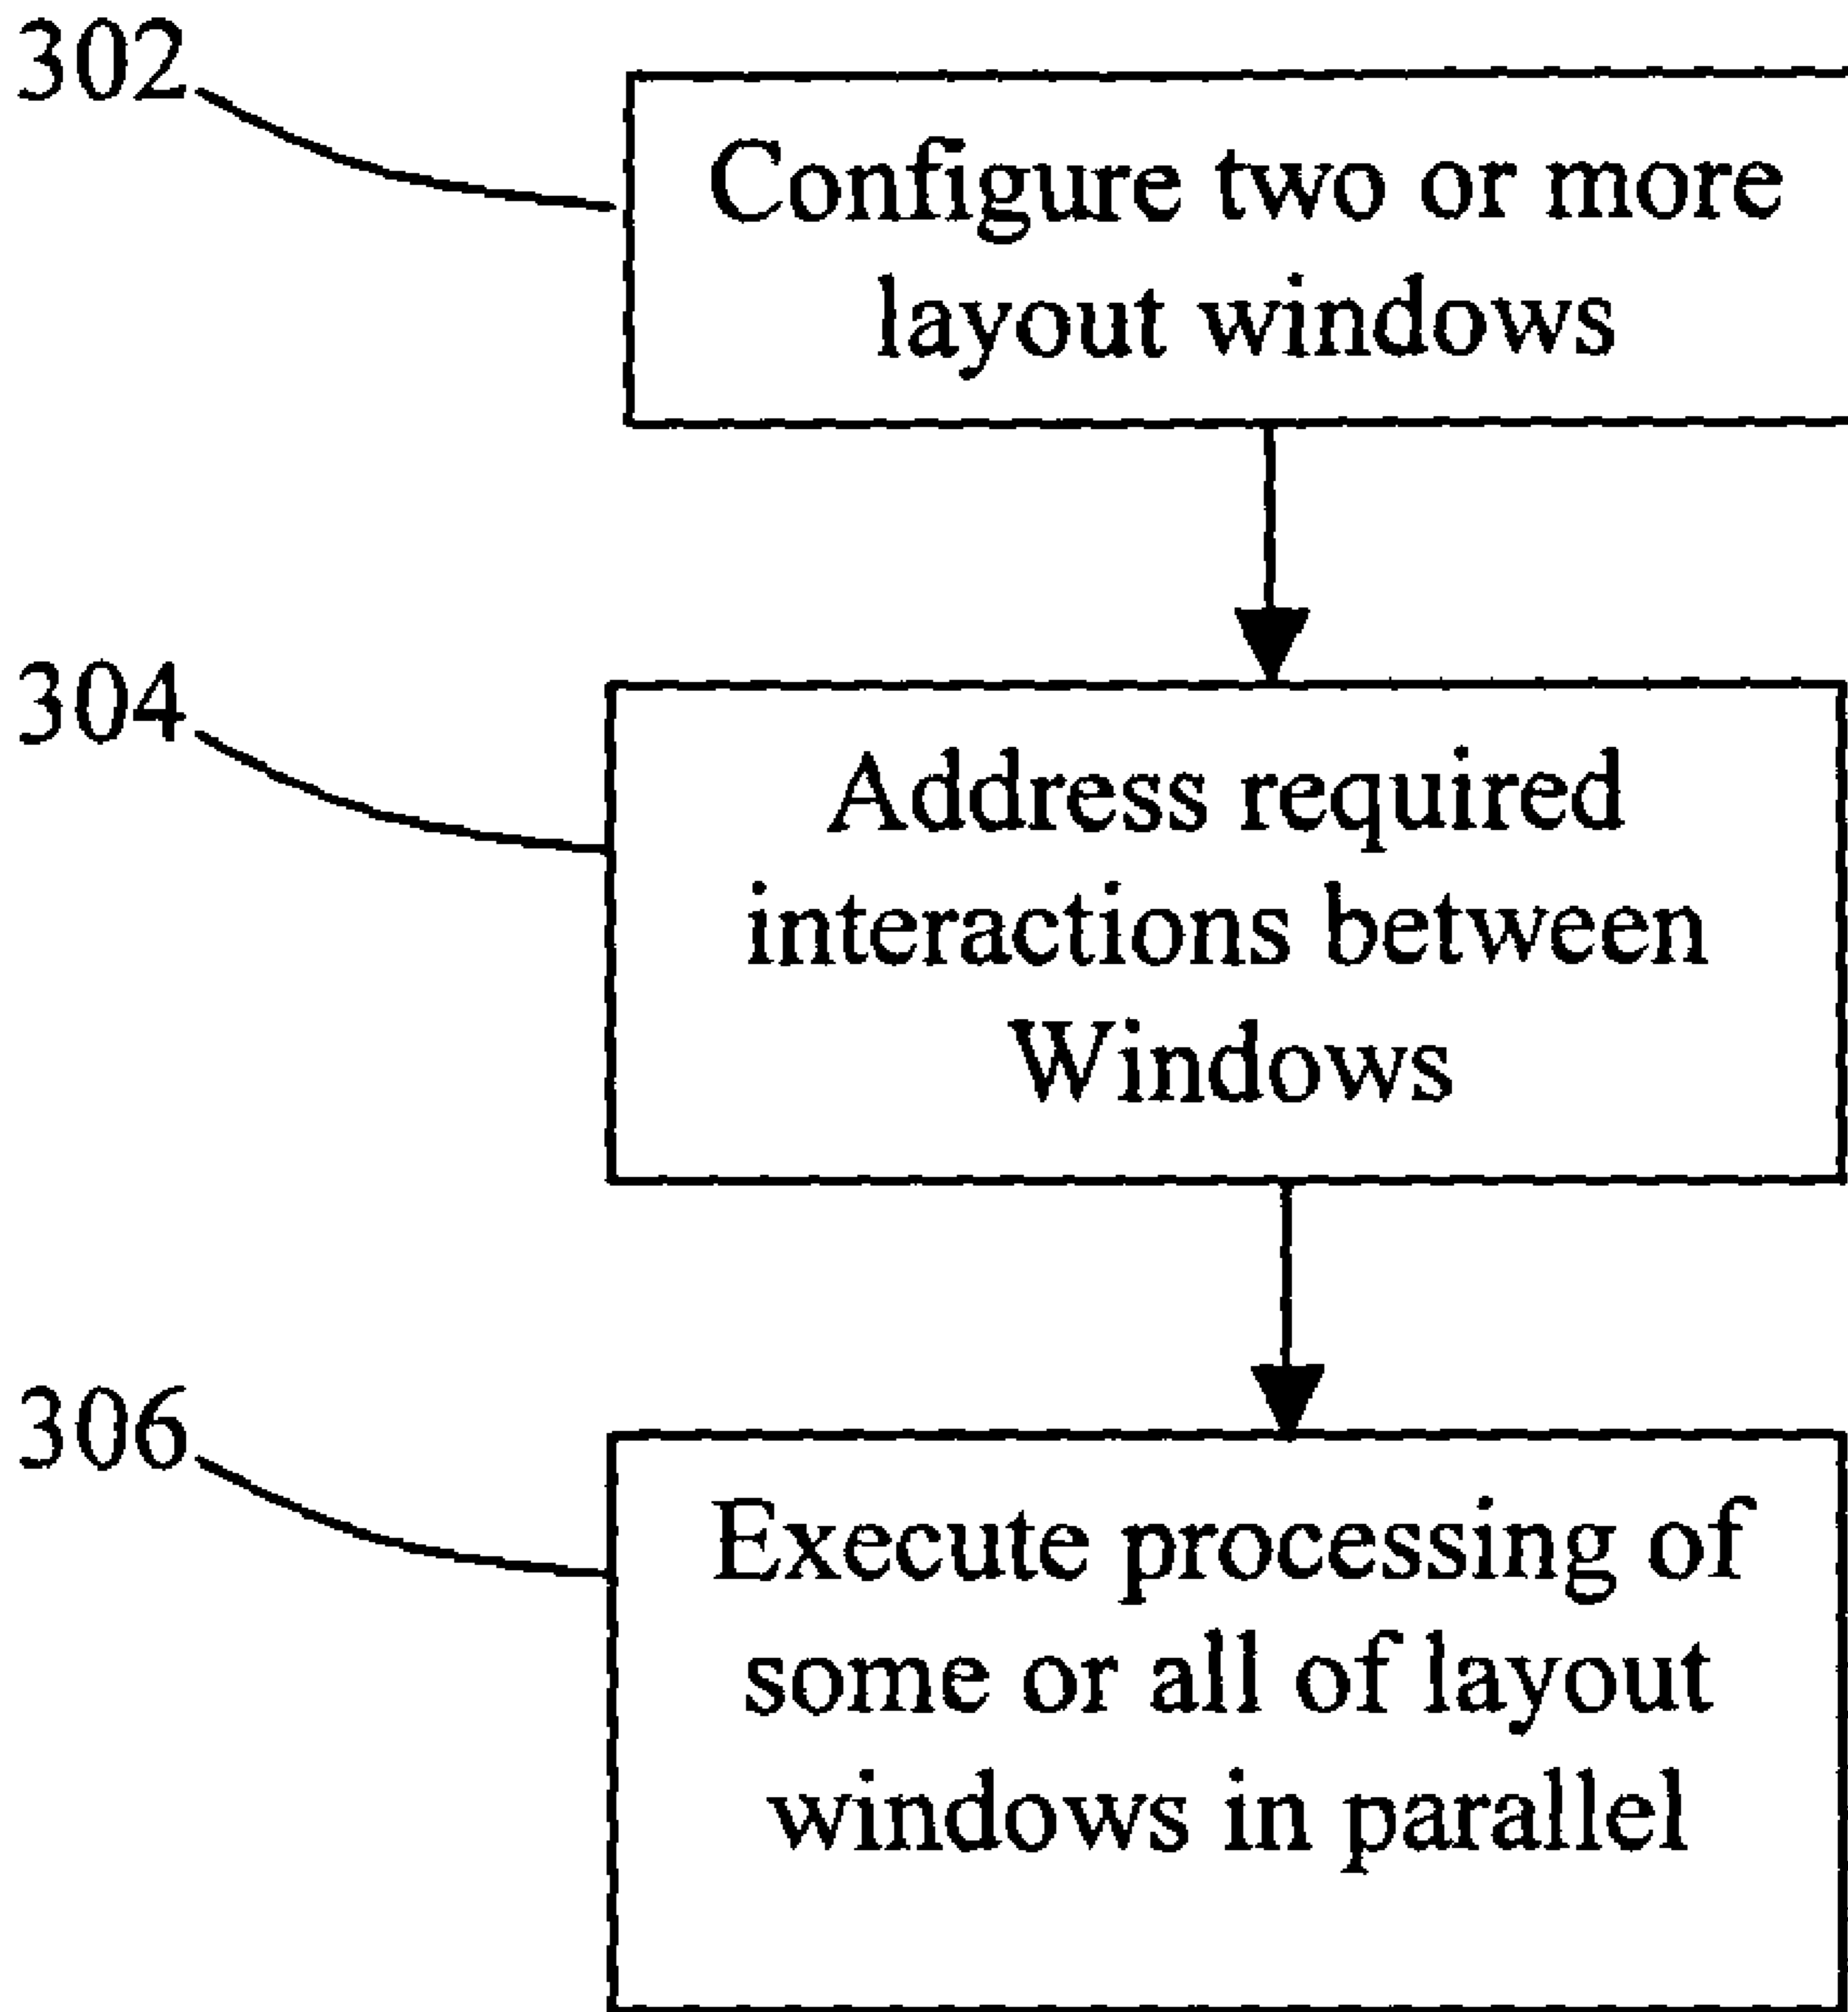 302
Configure two or more
layout windows
304
Address required
interactions between
Windows
306
Execute processing of
some or all of layout
windows in parallel